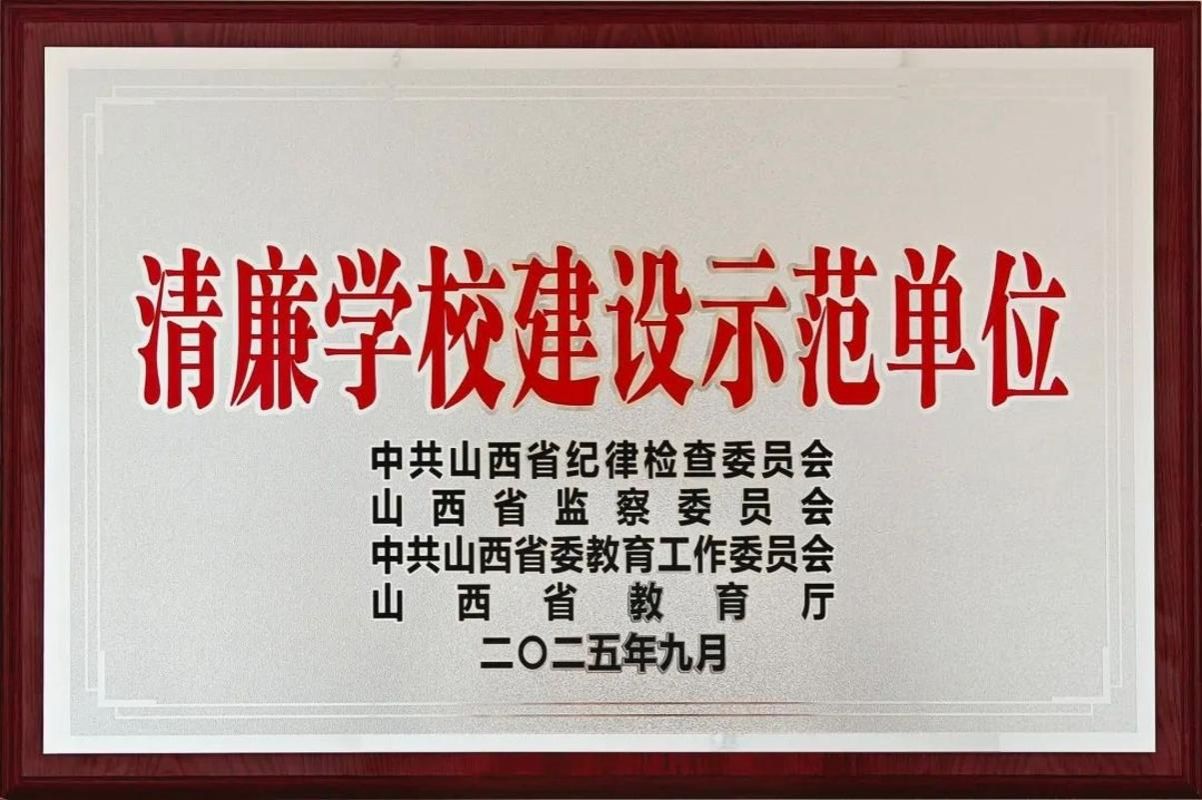 清廉学校建设示范单位
中共山西省纪律检查委员会
山西省监察委员会
中共山西省委教育工作委员会
山西省教育厅
二〇二五年九月